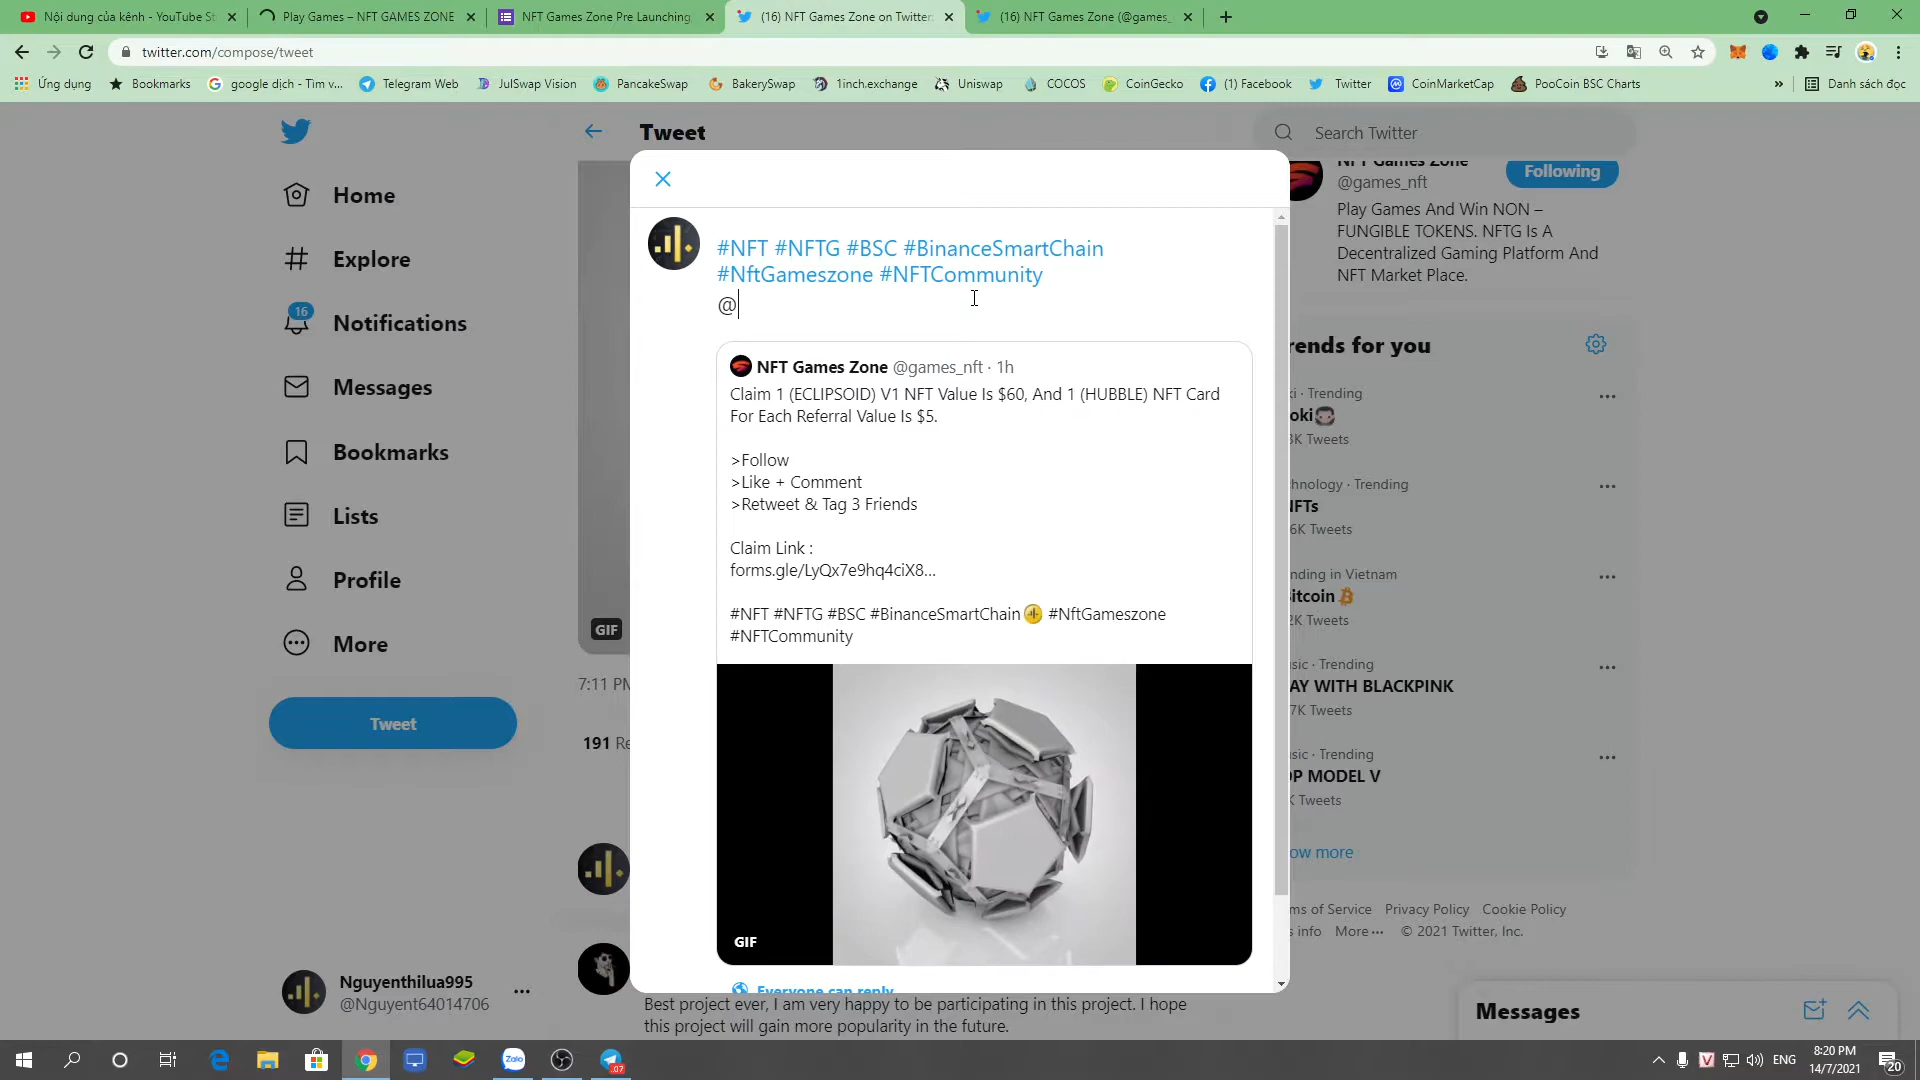 Nội dung của kênh - YouTube St
Play Games – NFT GAMES ZONE
NFT Games Zone Pre Launching
(16) NFT Games Zone on Twitter:
(16) NFT Games Zone (@games_
twitter.com/compose/tweet
Ứng dụng
Bookmarks
google dịch - Tìm v...
Telegram Web
JulSwap Vision
PancakeSwap
BakerySwap
1inch.exchange
Uniswap
COCOS
CoinGecko
(1) Facebook
Twitter
CoinMarketCap
PooCoin BSC Charts
»
Danh sách đọc
Home
Explore
16
Notifications
Messages
Bookmarks
Lists
Profile
More
Tweet
Nguyenthilua995
@Nguyent64014706
Tweet
GIF
7:11 PM
191 Re
#NFT #NFTG #BSC #BinanceSmartChain
#NftGameszone #NFTCommunity
@
NFT Games Zone @games_nft · 1h
Claim 1 (ECLIPSOID) V1 NFT Value Is $60, And 1 (HUBBLE) NFT Card
For Each Referral Value Is $5.
>Follow
>Like + Comment
>Retweet & Tag 3 Friends
Claim Link :
forms.gle/LyQx7e9hq4ciX8...
#NFT #NFTG #BSC #BinanceSmartChain #NftGameszone
#NFTCommunity
GIF
Everyone can reply
Best project ever, I am very happy to be participating in this project. I hope
this project will gain more popularity in the future.
Search Twitter
NFT Games Zone
@games_nft
Following
Play Games And Win NON –
FUNGIBLE TOKENS. NFTG Is A
Decentralized Gaming Platform And
NFT Market Place.
rends for you
ki · Trending
oki
K Tweets
hnology · Trending
NFTs
6K Tweets
nding in Vietnam
itcoin
2K Tweets
sic · Trending
AY WITH BLACKPINK
7K Tweets
sic · Trending
OP MODEL V
K Tweets
ow more
ms of Service Privacy Policy Cookie Policy
s info More ··· © 2021 Twitter, Inc.
Messages
Zalo
07
V
ENG
8:20 PM
14/7/2021
20